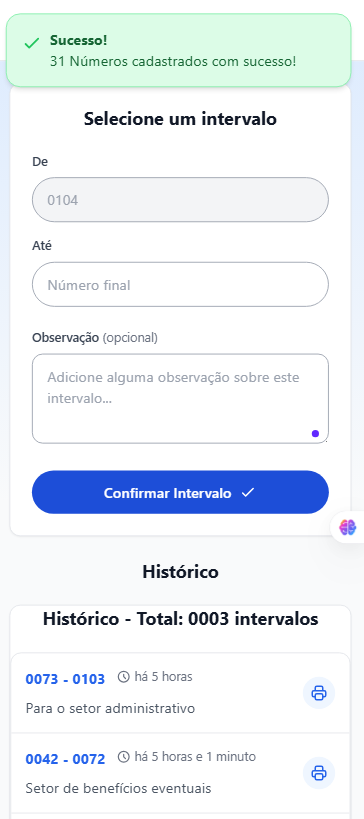 Sucesso!
31 Números cadastrados com sucesso!
Selecione um intervalo
De
0104
Até
Número final
Observação (opcional)
Adicione alguma observação sobre este
intervalo...
Confirmar Intervalo
Histórico
Histórico - Total: 0003 intervalos
0073 - 0103 há 5 horas
Para o setor administrativo
0042 - 0072 há 5 horas e 1 minuto
Setor de benefícios eventuais